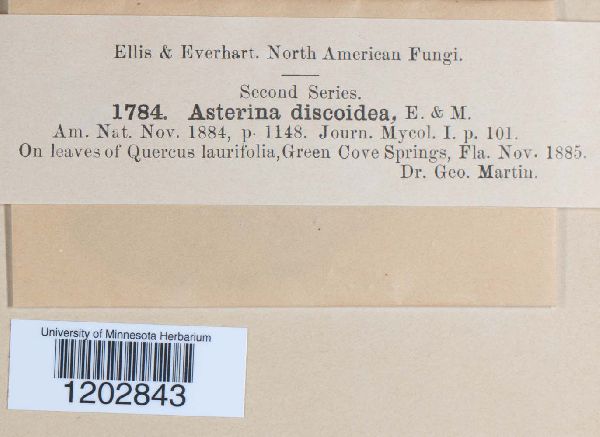 Ellis & Everhart. North American Fungi.
Second Series.
1784. Asterina discoidea, E. & M.
Am. Nat. Nov. 1884, p. 1148. Journ. Mycol. I. p. 101.
On leaves of Quercus laurifolia, Green Cove Springs, Fla. Nov. 1885.
Dr. Geo. Martin.
University of Minnesota Herbarium
1202843